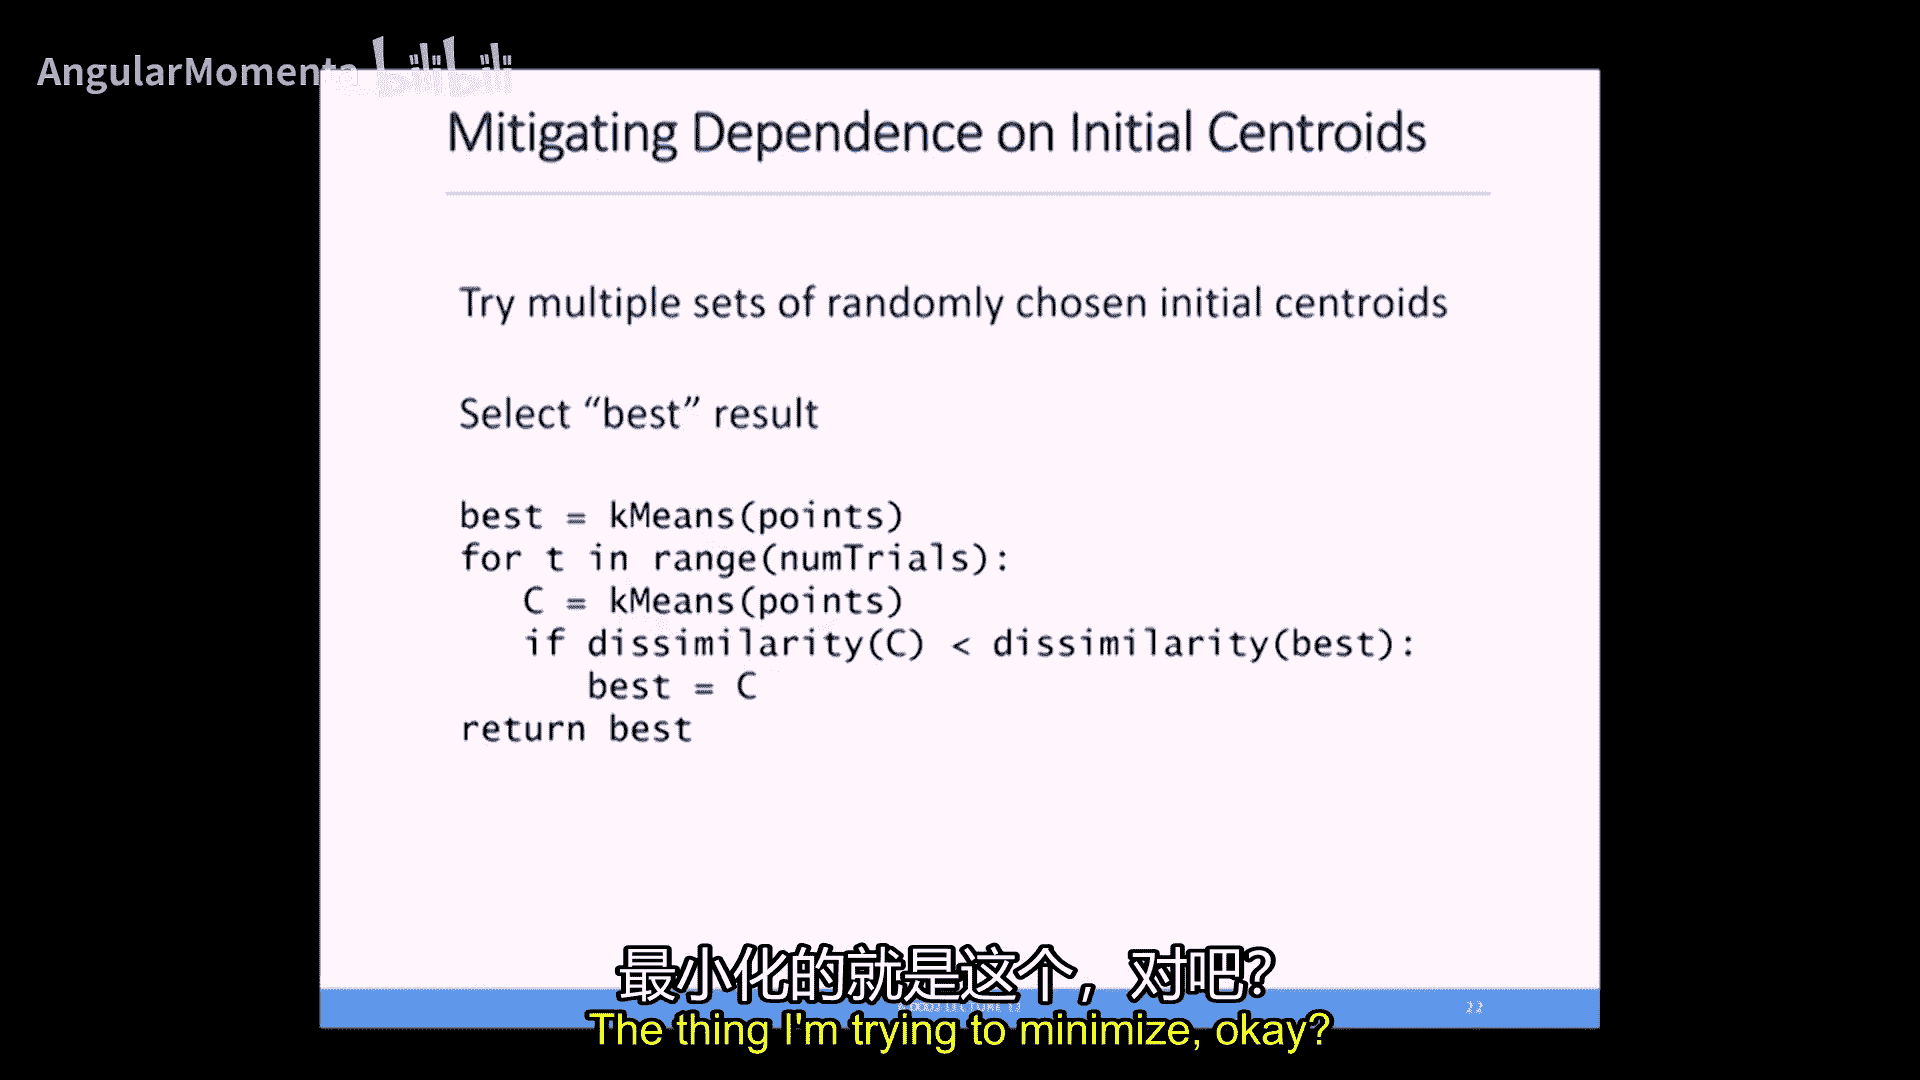 AngularMomenta bilibili
Mitigating Dependence on Initial Centroids
Try multiple sets of randomly chosen initial centroids
Select “best” result
best = kMeans(points)
for t in range(numTrials):
   C = kMeans(points)
   if dissimilarity(C) < dissimilarity(best):
      best = C
return best
最小化的就是这个，对吧？
The thing I'm trying to minimize, okay?
22